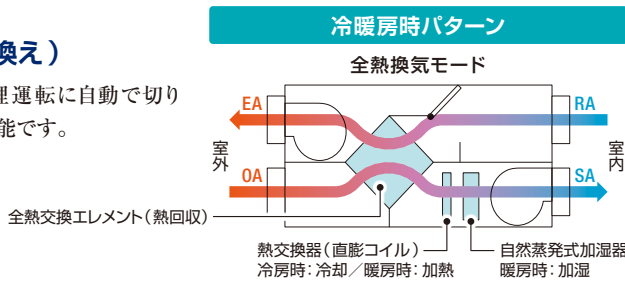 換え）
理運転に自動で切り
能です。
冷暖房時パターン
全熱換気モード
EA
RA
室外
室内
OA
SA
全熱交換エレメント（熱回収）
熱交換器（直膨コイル）
冷房時：冷却／暖房時：加熱
自然蒸発式加湿器
暖房時：加湿